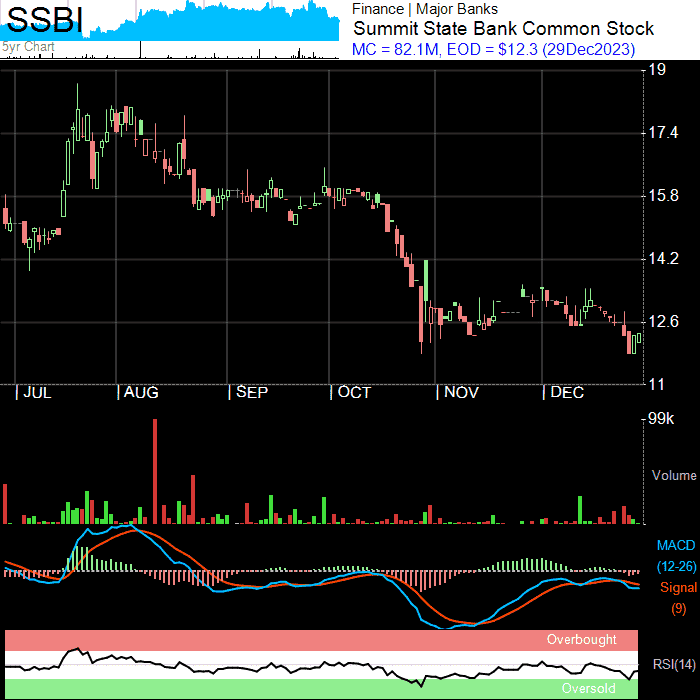 SSBI
5yr Chart
Finance | Major Banks
Summit State Bank Common Stock
MC = 82.1M, EOD = $12.3 (29Dec2023)
19
17.4
15.8
14.2
12.6
11
JUL AUG SEP OCT NOV DEC
99k
Volume
MACD
(12-26)
Signal
(9)
Overbought
RSI(14)
Oversold